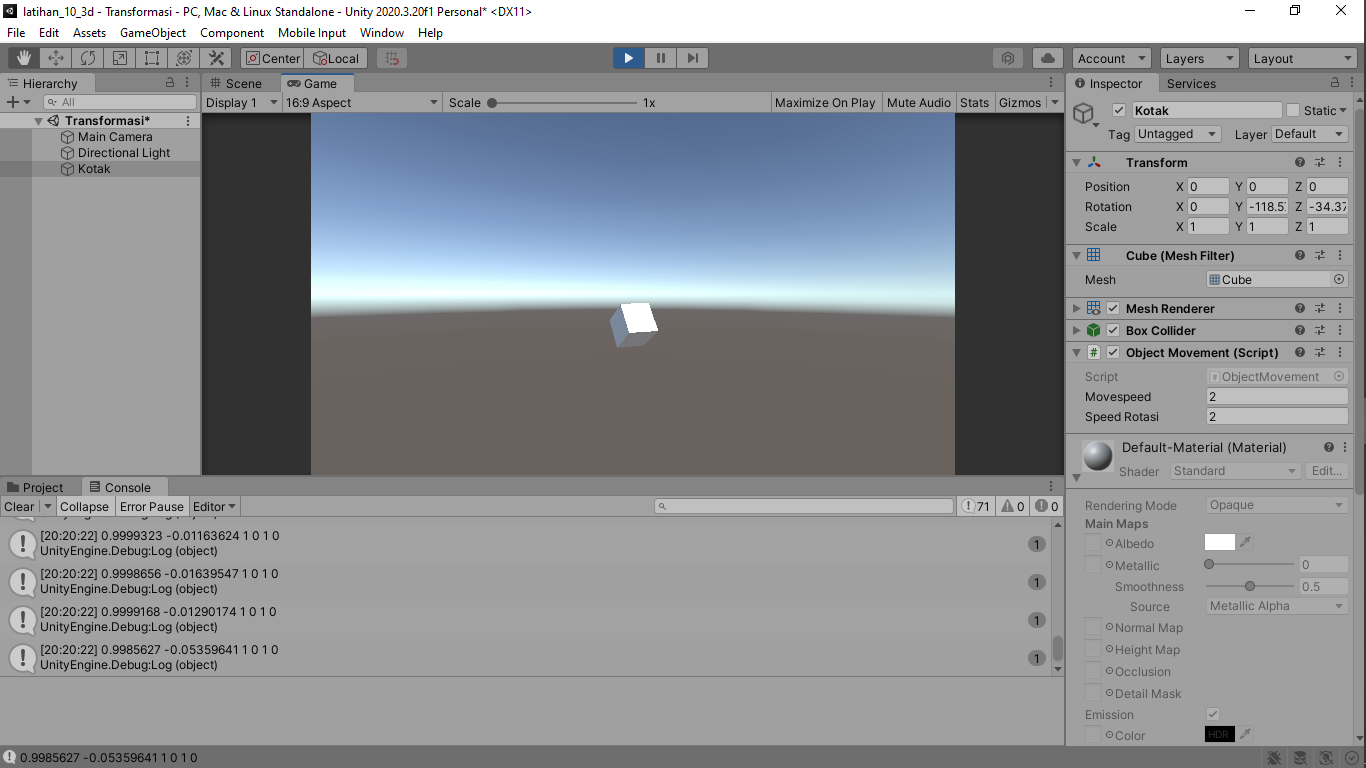 latihan_10_3d - Transformasi - PC, Mac & Linux Standalone - Unity 2020.3.20f1 Personal* <DX11>
File Edit Assets GameObject Component Mobile Input Window Help
Center Local Account Layers Layout
Hierarchy
All
Transformasi*
Main Camera
Directional Light
Kotak
Scene Game
Display 1 16:9 Aspect Scale 1x Maximize On Play Mute Audio Stats Gizmos
Inspector Services
Kotak Static
Tag Untagged Layer Default
Transform
Position X 0 Y 0 Z 0
Rotation X 0 Y -118.5 Z -34.37
Scale X 1 Y 1 Z 1
Cube (Mesh Filter)
Mesh Cube
Mesh Renderer
Box Collider
# Object Movement (Script)
Script # ObjectMovement
Movespeed 2
Speed Rotasi 2
Default-Material (Material)
Shader Standard Edit...
Rendering Mode Opaque
Main Maps
Albedo
Metallic 0
Smoothness 0.5
Source Metallic Alpha
Normal Map
Height Map
Occlusion
Detail Mask
Emission
Color HDR
Project Console
Clear Collapse Error Pause Editor 71 0 0
UnityEngine.Debug:Log (object)
[20:20:22] 0.9999323 -0.01163624 1 0 1 0
UnityEngine.Debug:Log (object) 1
[20:20:22] 0.9998656 -0.01639547 1 0 1 0
UnityEngine.Debug:Log (object) 1
[20:20:22] 0.9999168 -0.01290174 1 0 1 0
UnityEngine.Debug:Log (object) 1
[20:20:22] 0.9985627 -0.05359641 1 0 1 0
UnityEngine.Debug:Log (object) 1
0.9985627 -0.05359641 1 0 1 0